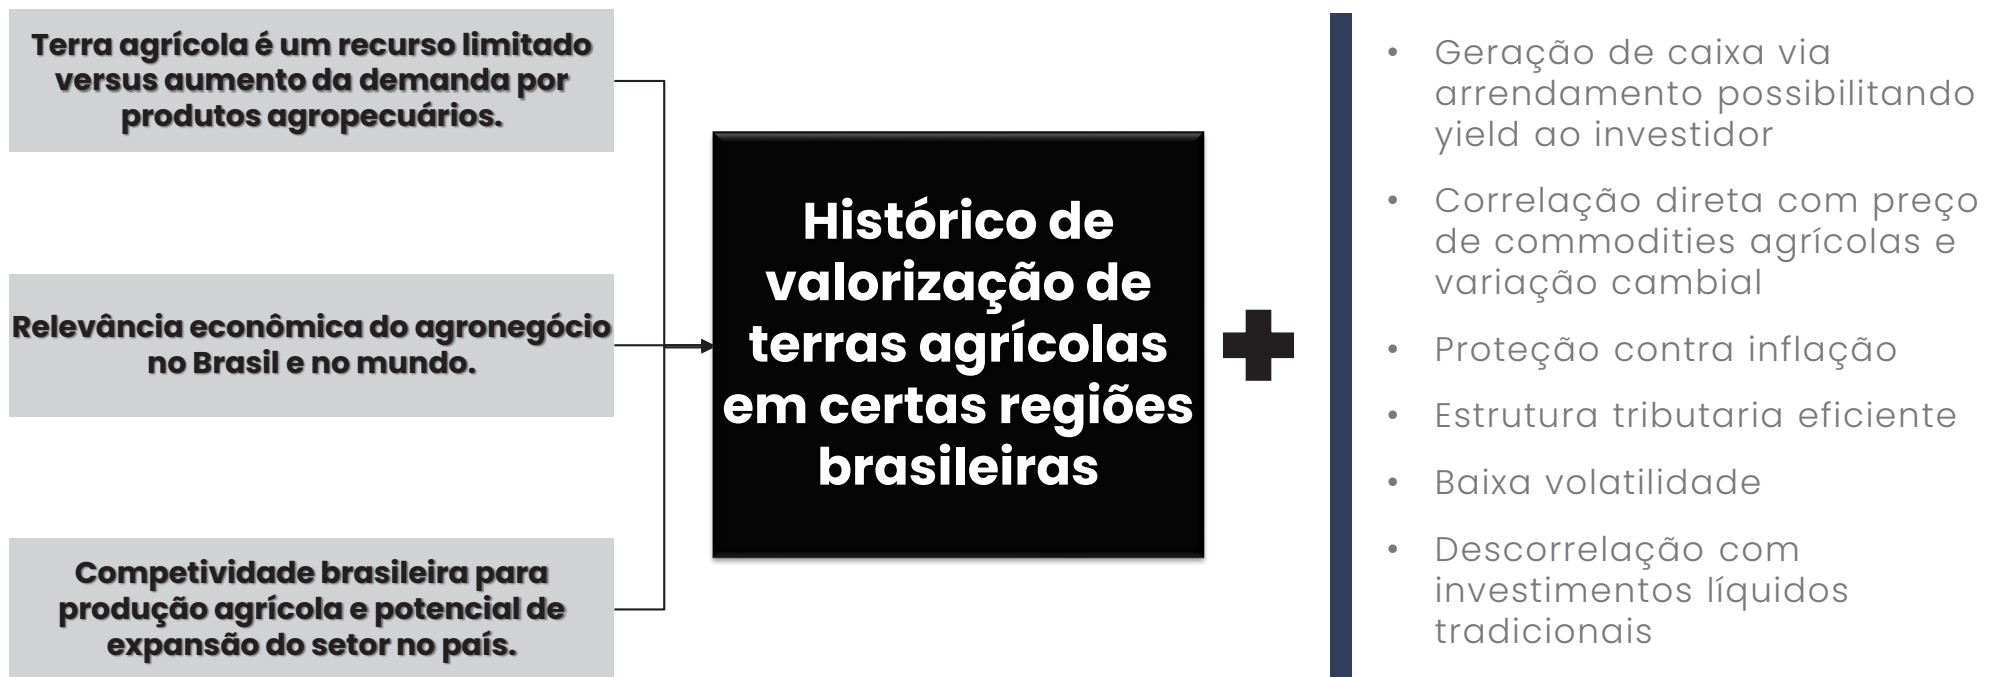 Terra agrícola é um recurso limitado
versus aumento da demanda por
produtos agropecuários.
Relevância econômica do agronegócio
no Brasil e no mundo.
Competividade brasileira para
produção agrícola e potencial de
expansão do setor no país.
Histórico de
valorização de
terras agrícolas
em certas regiões
brasileiras
• Geração de caixa via
arrendamento possibilitando
yield ao investidor
• Correlação direta com preço
de commodities agrícolas e
variação cambial
• Proteção contra inflação
• Estrutura tributaria eficiente
• Baixa volatilidade
• Descorrelação com
investimentos líquidos
tradicionais